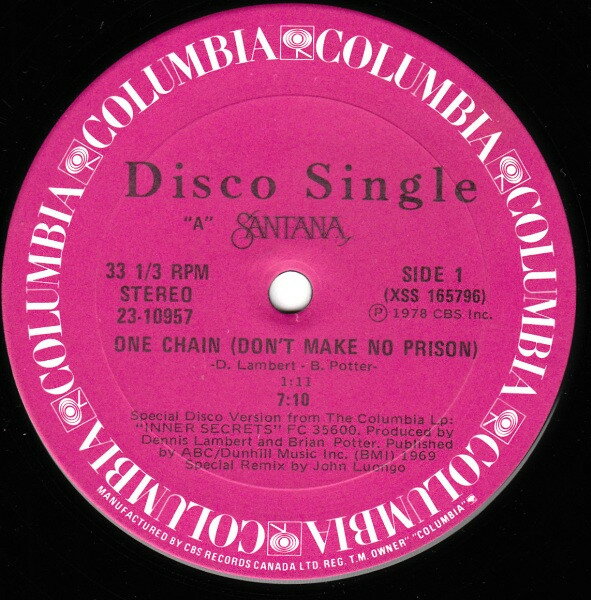 COLUMBIA COLUMBIA COLUMBIA COLUMBIA COLUMBIA COLUMBIA COLUMBIA COLUMBIA
Disco Single
"A" SANTANA
33 1/3 RPM
STEREO
23-10957
SIDE 1
(XSS 165796)
℗ 1978 CBS Inc.
ONE CHAIN (DON'T MAKE NO PRISON)
-D. Lambert - B. Potter-
1:11
7:10
Special Disco Version from The Columbia Lp:
"INNER SECRETS" FC 35600. Produced by
Dennis Lambert and Brian Potter. Published
by ABC/Dunhill Music Inc. (BMI) 1969
Special Remix by John Luongo
MANUFACTURED BY CBS RECORDS CANADA LTD. REG. T.M. OWNER "COLUMBIA"